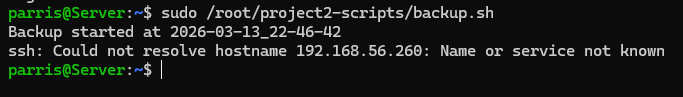 parris@Server:~$ sudo /root/project2-scripts/backup.sh
Backup started at 2026-03-13_22-46-42
ssh: Could not resolve hostname 192.168.56.260: Name or service not known
parris@Server:~$